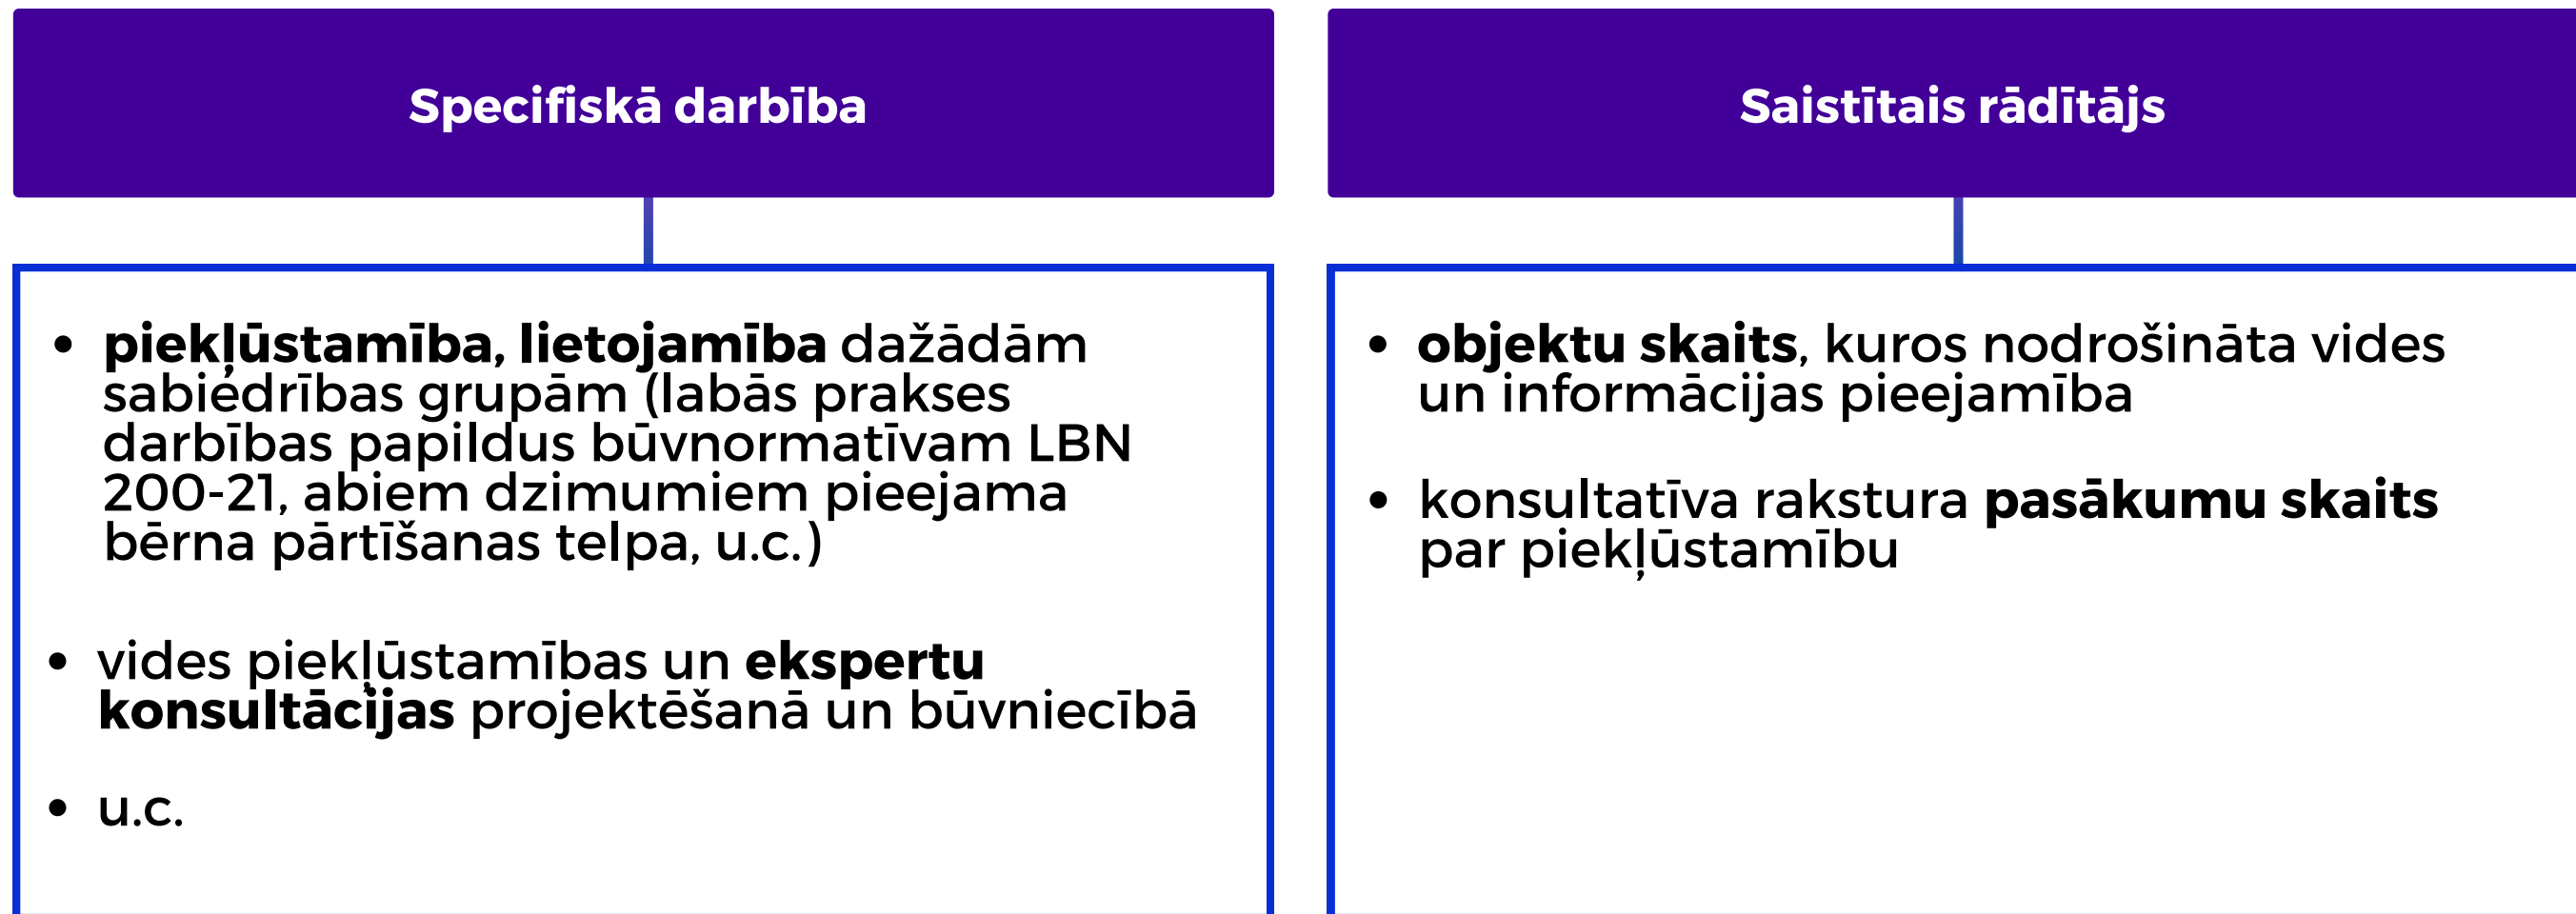 Specifiskā darbība
• piekļūstamība, lietojamība dažādām
sabiedrības grupām (labās prakses
darbības papildus būvnormatīvam LBN
200-21, abiem dzimumiem pieejama
bērna pārtīšanas telpa, u.c.)
• vides piekļūstamības un ekspertu
konsultācijas projektēšanā un būvniecībā
• u.c.
Saistītais rādītājs
• objektu skaits, kuros nodrošināta vides
un informācijas pieejamība
• konsultatīva rakstura pasākumu skaits
par piekļūstamību